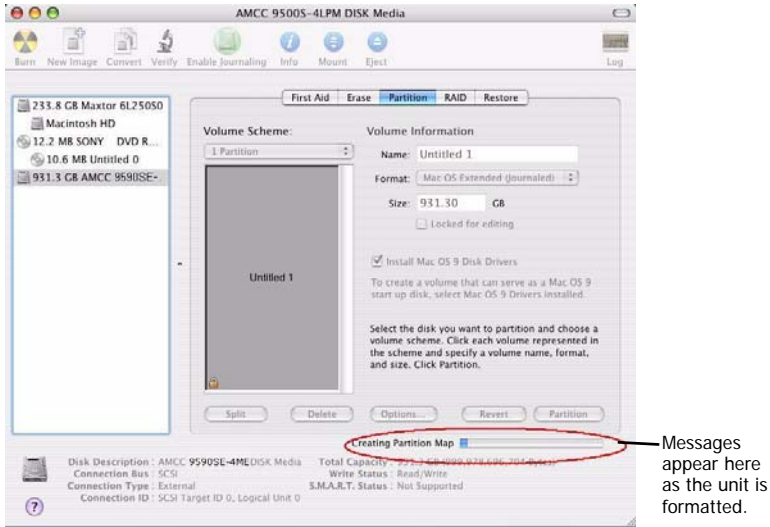 AMCC 9500S-4LPM DISK Media
Burn New Image Convert Verify Enable Journaling Info Mount Eject Log
First Aid Erase Partition RAID Restore
233.8 GB Maxtor 6L250S0
Macintosh HD
12.2 MB SONY DVD R...
10.6 MB Untitled 0
931.3 GB AMCC 9590SE-.
Volume Scheme:
1 Partition
Untitled 1
Volume Information
Name: Untitled 1
Format: Mac OS Extended (Journaled)
Size: 931.30 GB
Locked for editing
Install Mac OS 9 Disk Drivers
To create a volume that can serve as a Mac OS 9
start up disk, select Mac OS 9 Drivers installed.
Select the disk you want to partition and choose a
volume scheme. Click each volume represented in
the scheme and specify a volume name, format,
and size. Click Partition.
Split Delete Options... Revert Partition
Creating Partition Map
Messages
appear here
as the unit is
formatted.
Disk Description : AMCC 9590SE-4MEDISK Media
Connection Bus : SCSI
Connection Type : External
Connection ID : SCSI Target ID 0, Logical Unit 0
Total Capacity : 931.3 GB (999,978,696,704 Bytes)
Write Status : Read/Write
S.M.A.R.T. Status : Not Supported
?